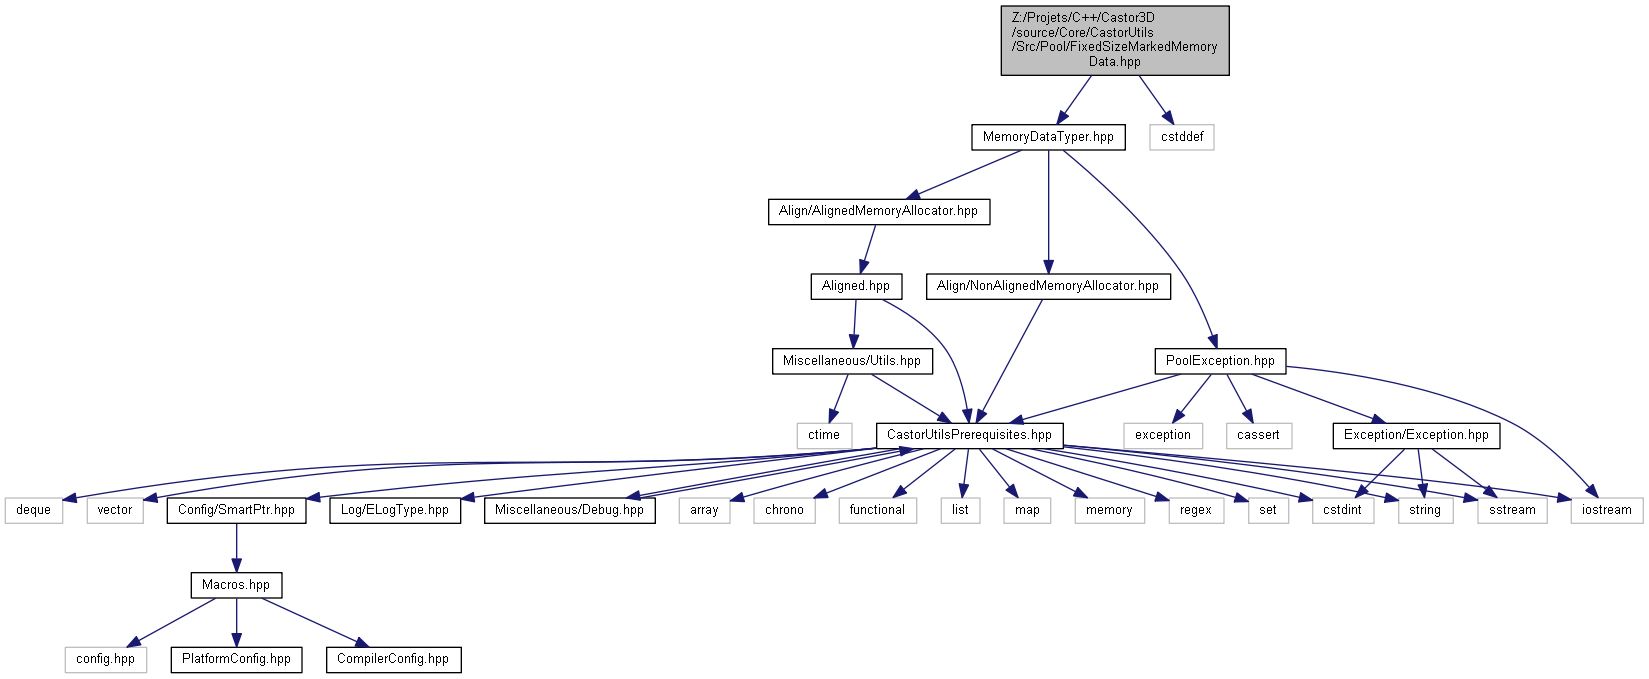 Z:/Projets/C++/Castor3D
/source/Core/CastorUtils
/Src/Pool/FixedSizeMarkedMemory
Data.hpp
MemoryDataTyper.hpp
cstddef
Align/AlignedMemoryAllocator.hpp
Aligned.hpp
Align/NonAlignedMemoryAllocator.hpp
Miscellaneous/Utils.hpp
PoolException.hpp
ctime
CastorUtilsPrerequisites.hpp
exception
cassert
Exception/Exception.hpp
deque
vector
Config/SmartPtr.hpp
Log/ELogType.hpp
Miscellaneous/Debug.hpp
array
chrono
functional
list
map
memory
regex
set
cstdint
string
sstream
iostream
Macros.hpp
config.hpp
PlatformConfig.hpp
CompilerConfig.hpp